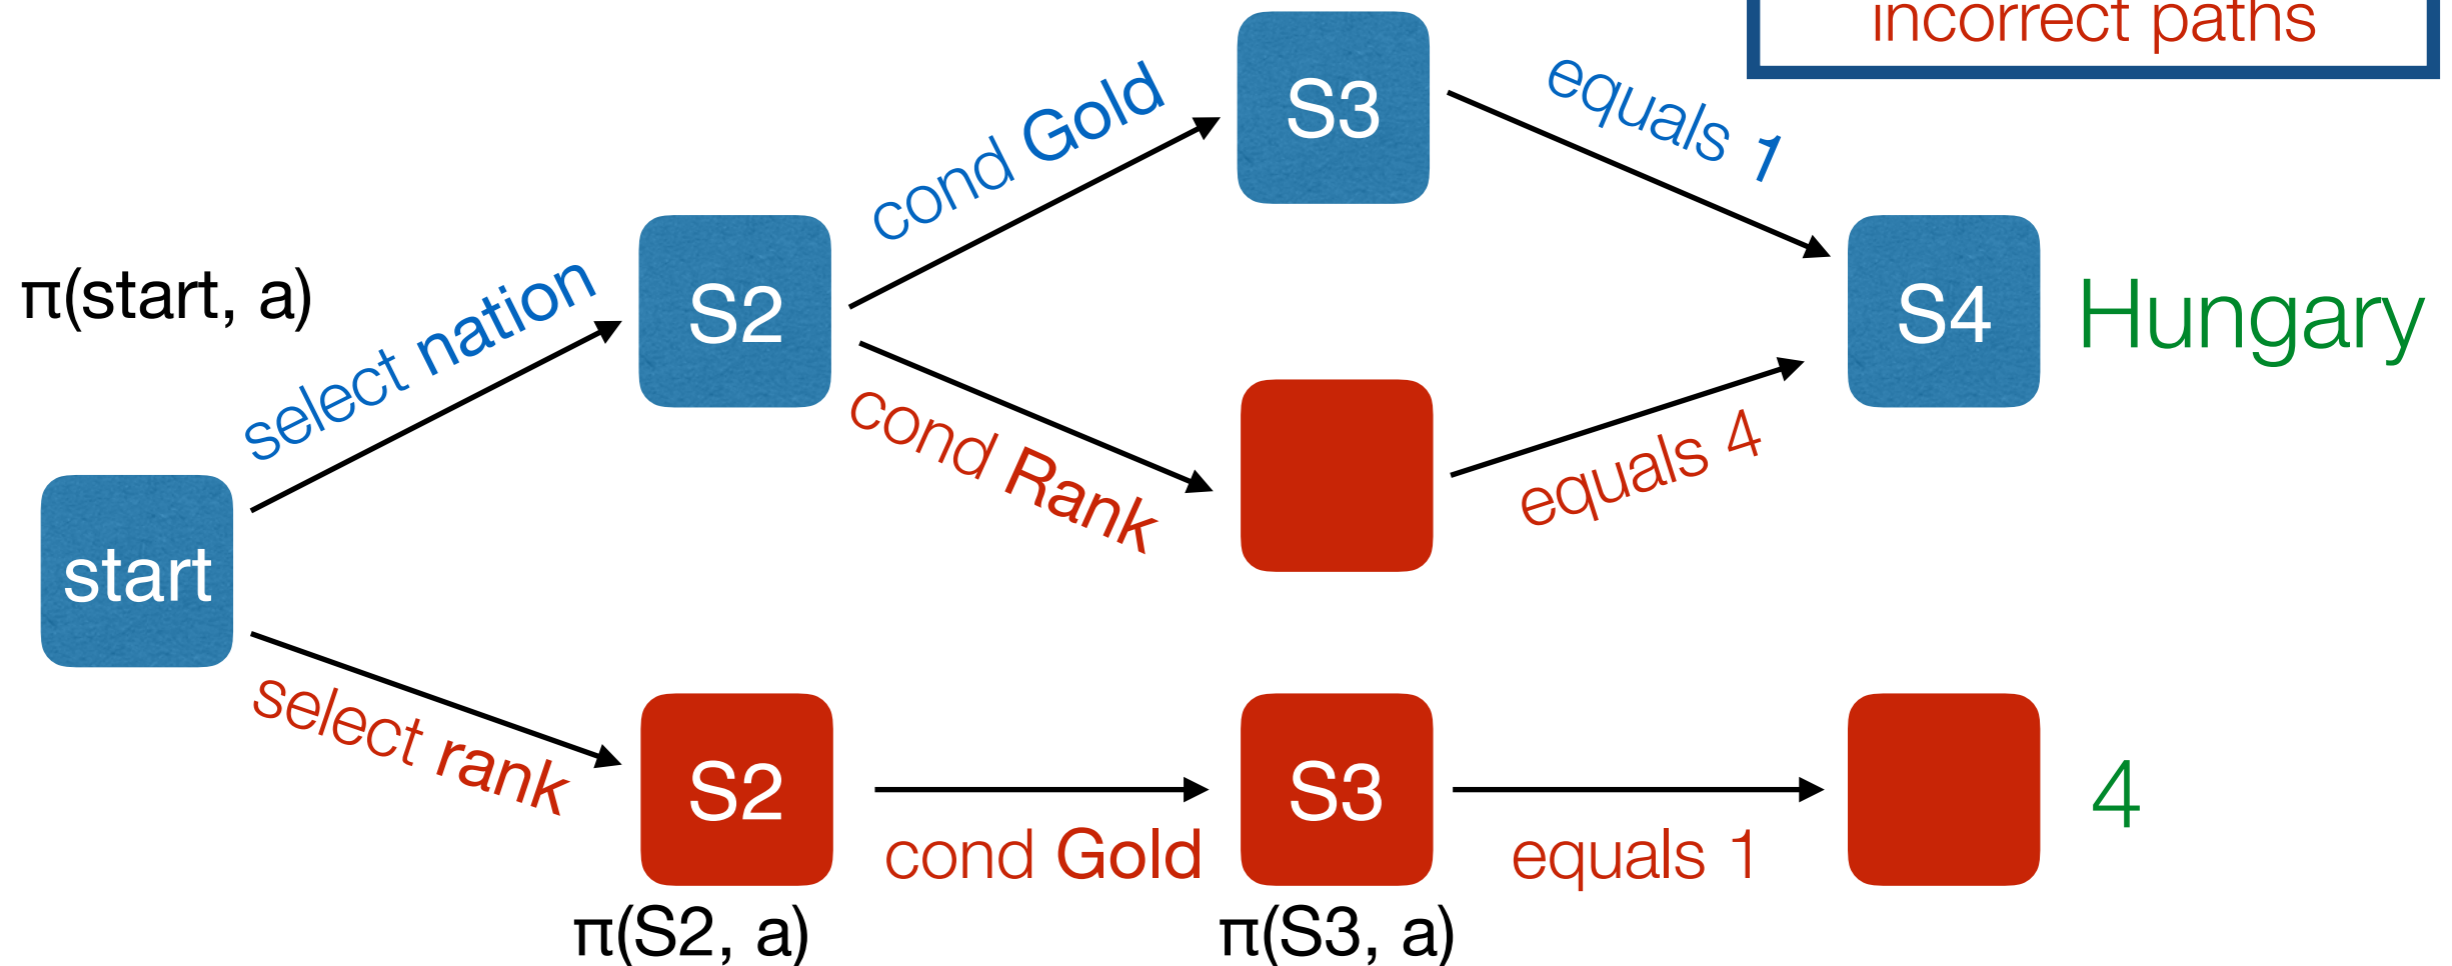 incorrect paths
equals 1
S3
cond Gold
π(start, a)
select nation
S2
S4
Hungary
cond Rank
equals 4
start
select rank
S2
cond Gold
S3
equals 1
4
π(S2, a)
π(S3, a)